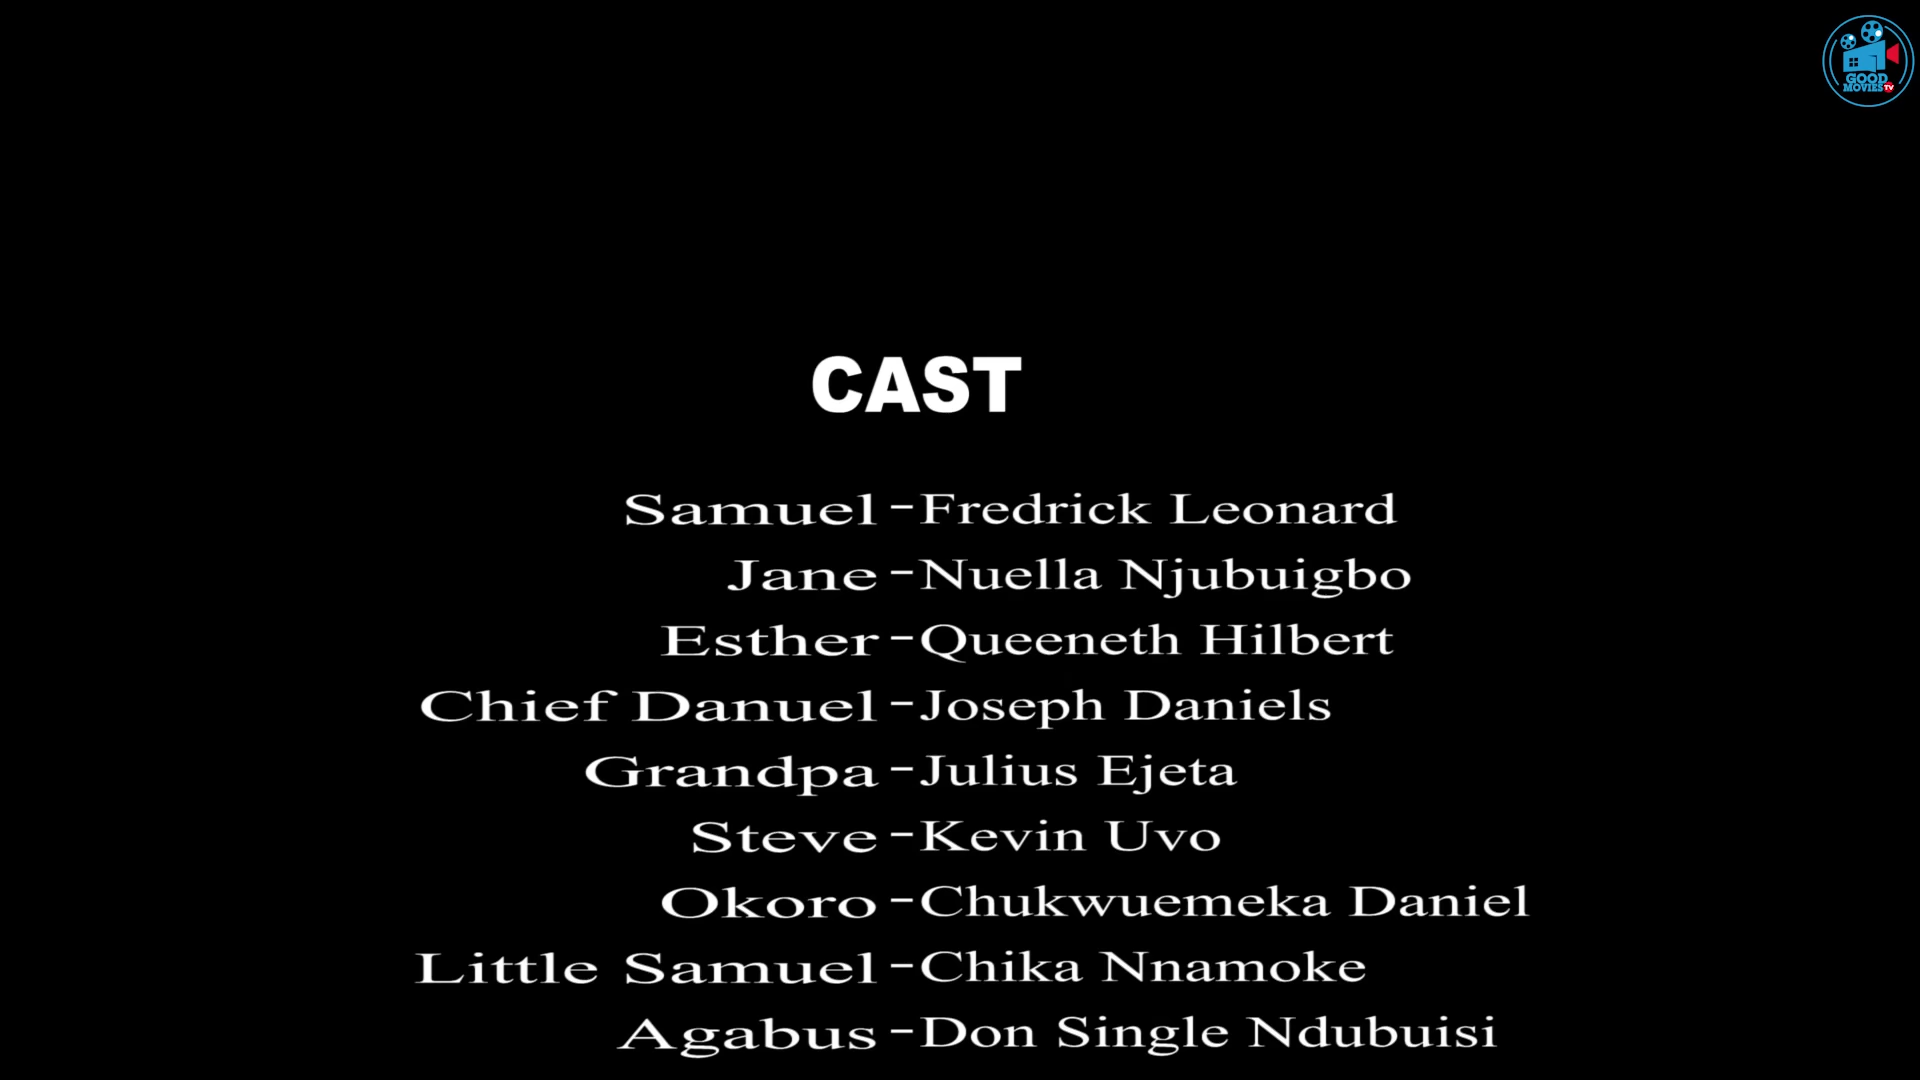 GOOD
MOVIES TV
CAST
Samuel -Fredrick Leonard
Jane -Nuella Njubuigbo
Esther -Queeneth Hilbert
Chief Danuel -Joseph Daniels
Grandpa -Julius Ejeta
Steve -Kevin Uvo
Okoro -Chukwuemeka Daniel
Little Samuel -Chika Nnamoke
Agabus -Don Single Ndubuisi